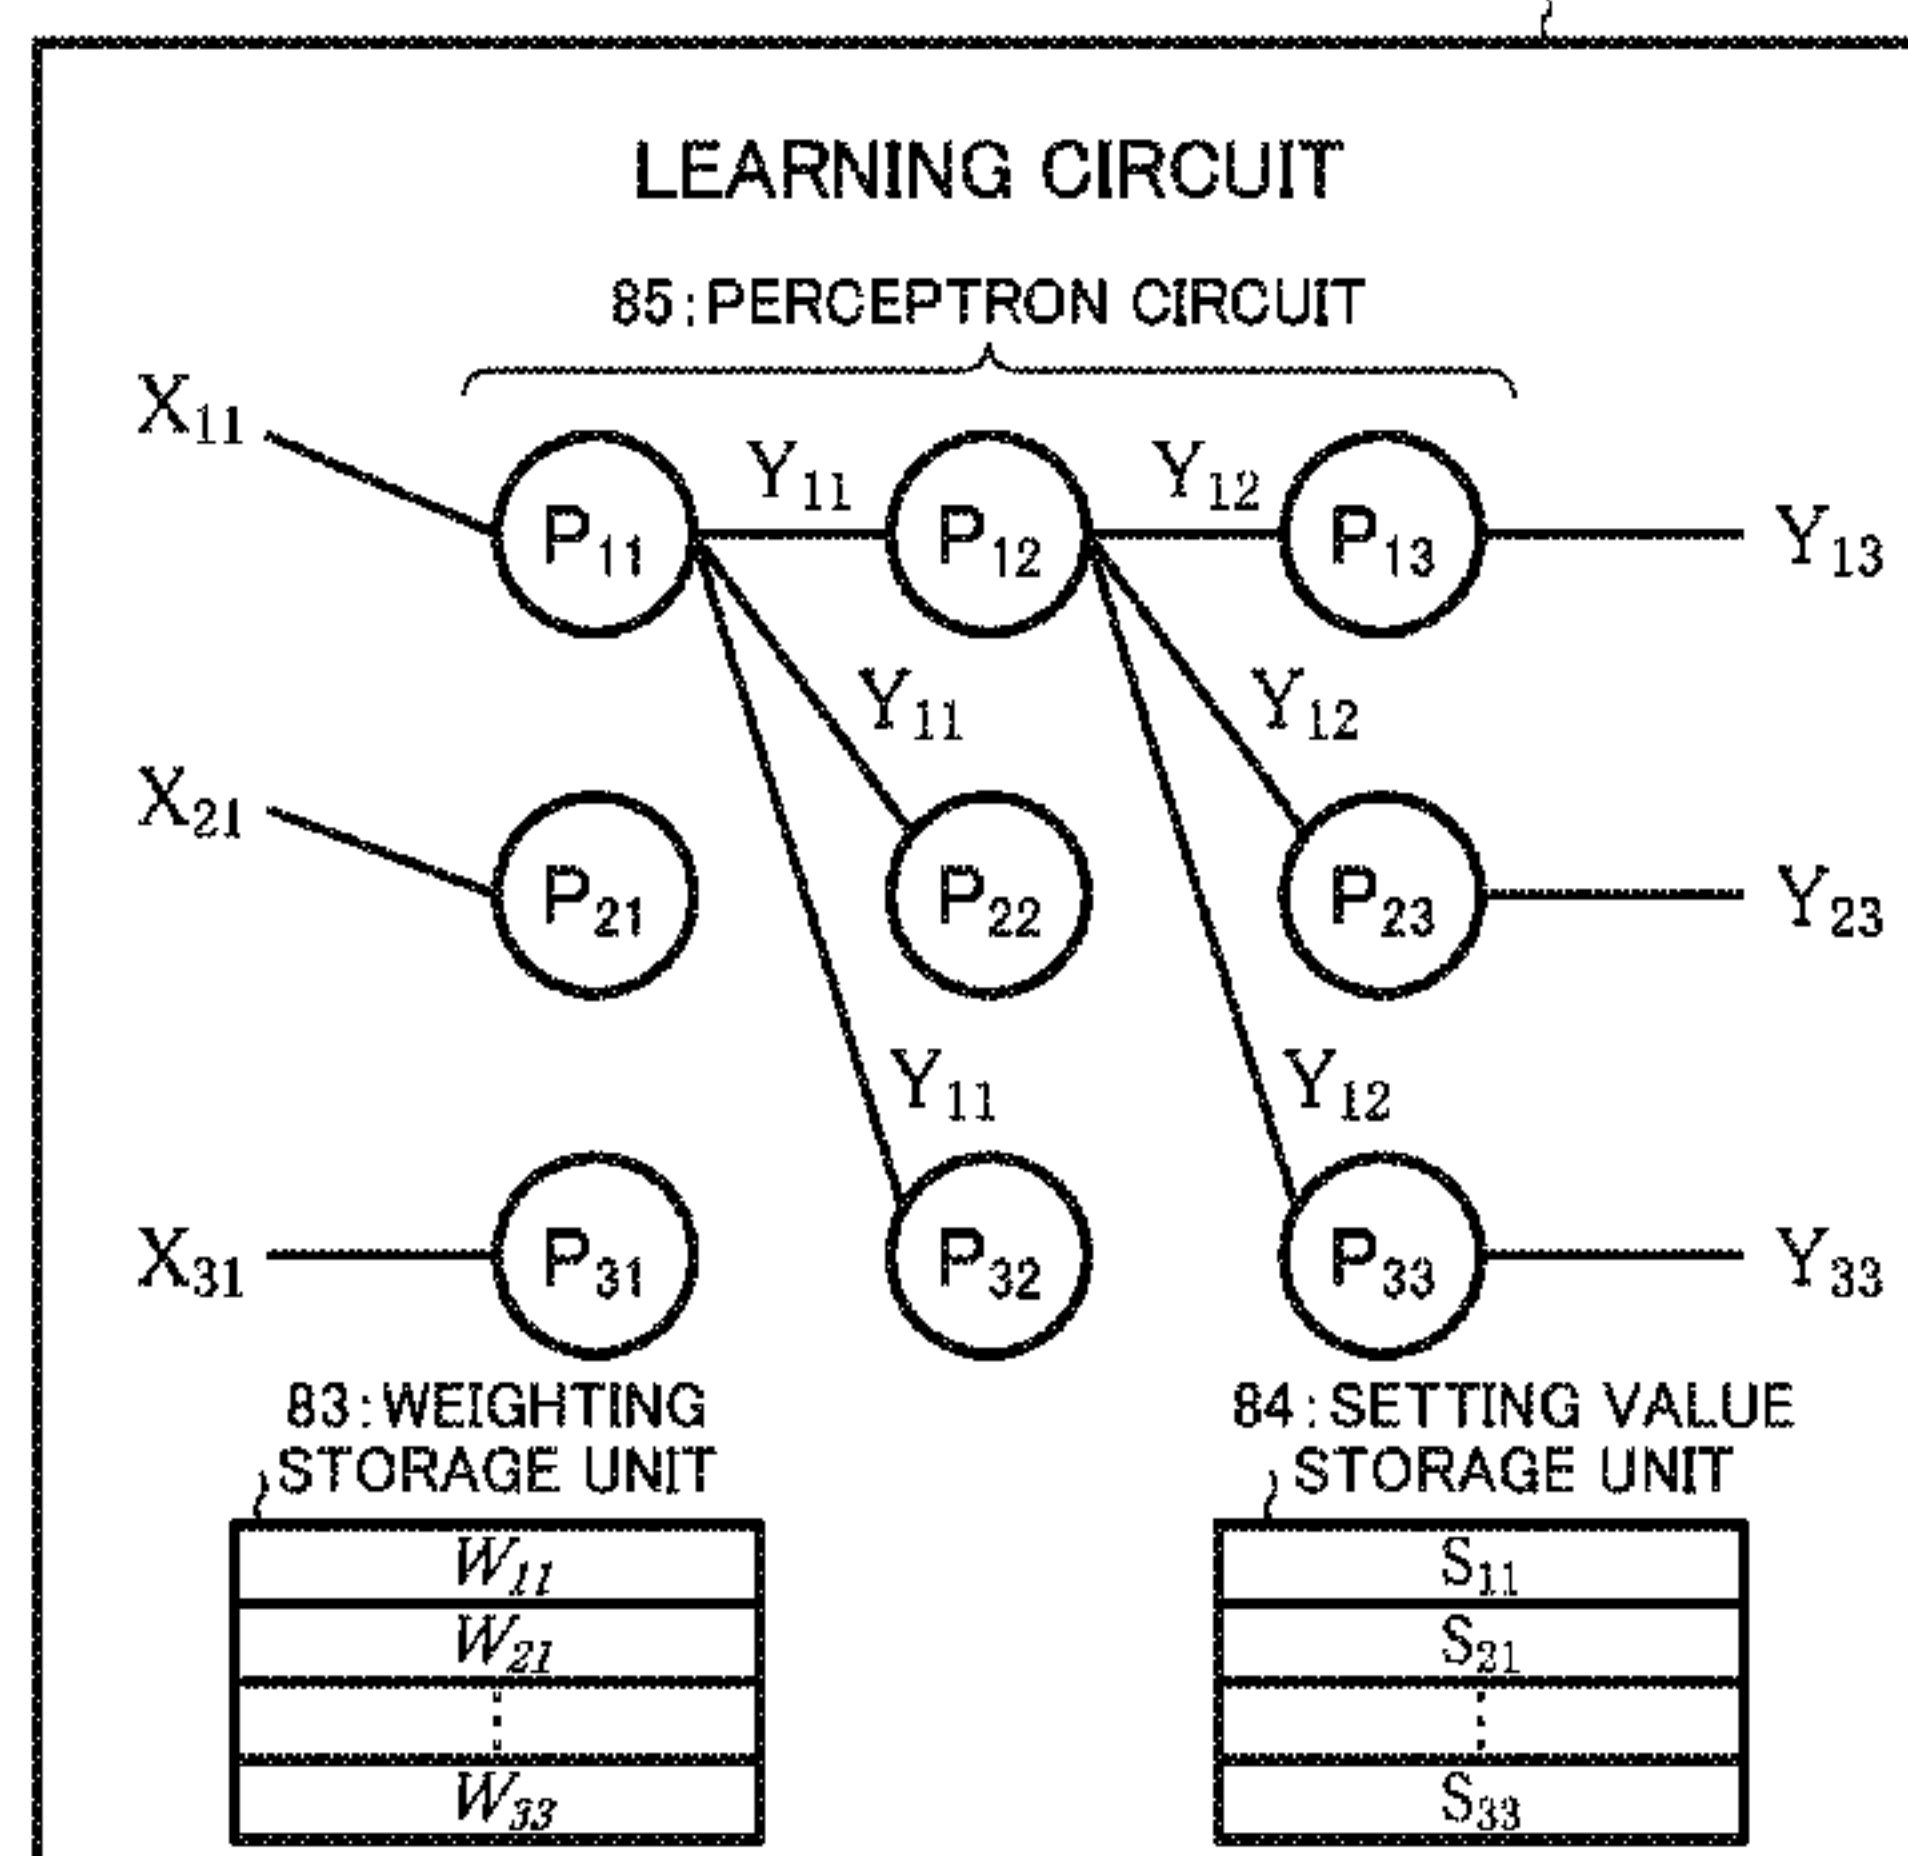 LEARNING CIRCUIT
85:PERCEPTRON CIRCUIT
X11
Y11
Y12
P11
P12
P13
Y13
Y11
Y12
X21
P21
P22
P23
Y23
Y11
Y12
X31
P31
P32
P33
Y33
83:WEIGHTING
STORAGE UNIT
W11
W21
⋮
W33
84:SETTING VALUE
STORAGE UNIT
S11
S21
⋮
S33